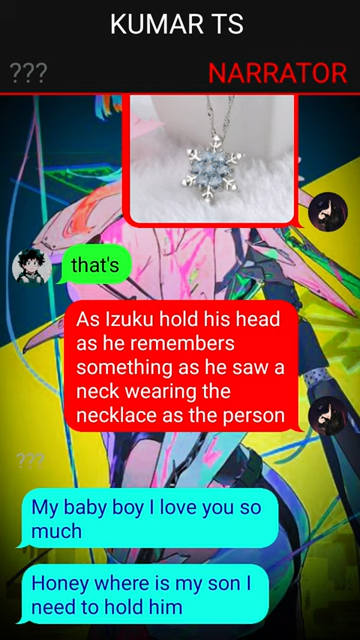 KUMAR TS
??? NARRATOR
that's
As Izuku hold his head
as he remembers
something as he saw a
neck wearing the
necklace as the person
???
My baby boy I love you so
much
Honey where is my son I
need to hold him